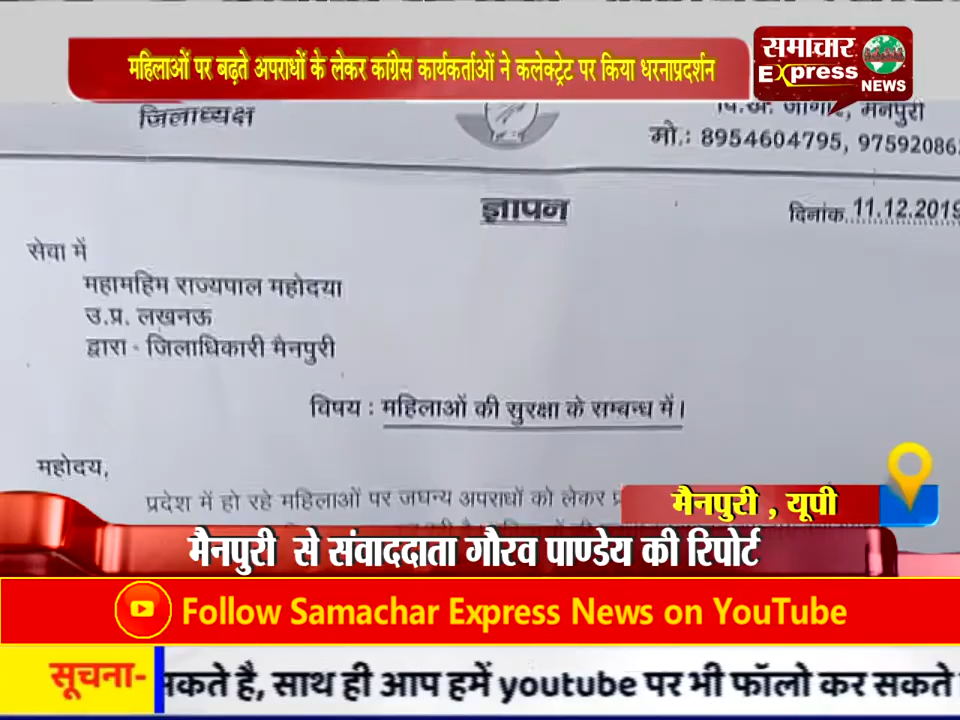 महिलाओं पर बढ़ते अपराधों के लेकर कांग्रेस कार्यकर्ताओं ने कलेक्ट्रेट पर किया धरनाप्रदर्शन
समाचार
Express
NEWS
जिलाध्यक्ष
मैनपुरी
मो.: 8954604795, 975920862
ज्ञापन
दिनांक..11.12.2019
सेवा में
महामहिम राज्यपाल महोदया
उ.प्र. लखनऊ
द्वारा - जिलाधिकारी मैनपुरी
विषय : महिलाओं की सुरक्षा के सम्बन्ध में।
महोदय,
प्रदेश में हो रहे महिलाओं पर जघन्य अपराधों को लेकर
मैनपुरी , यूपी
मैनपुरी से संवाददाता गौरव पाण्डेय की रिपोर्ट
Follow Samachar Express News on YouTube
सूचना- सकते है, साथ ही आप हमें youtube पर भी फॉलो कर सकते